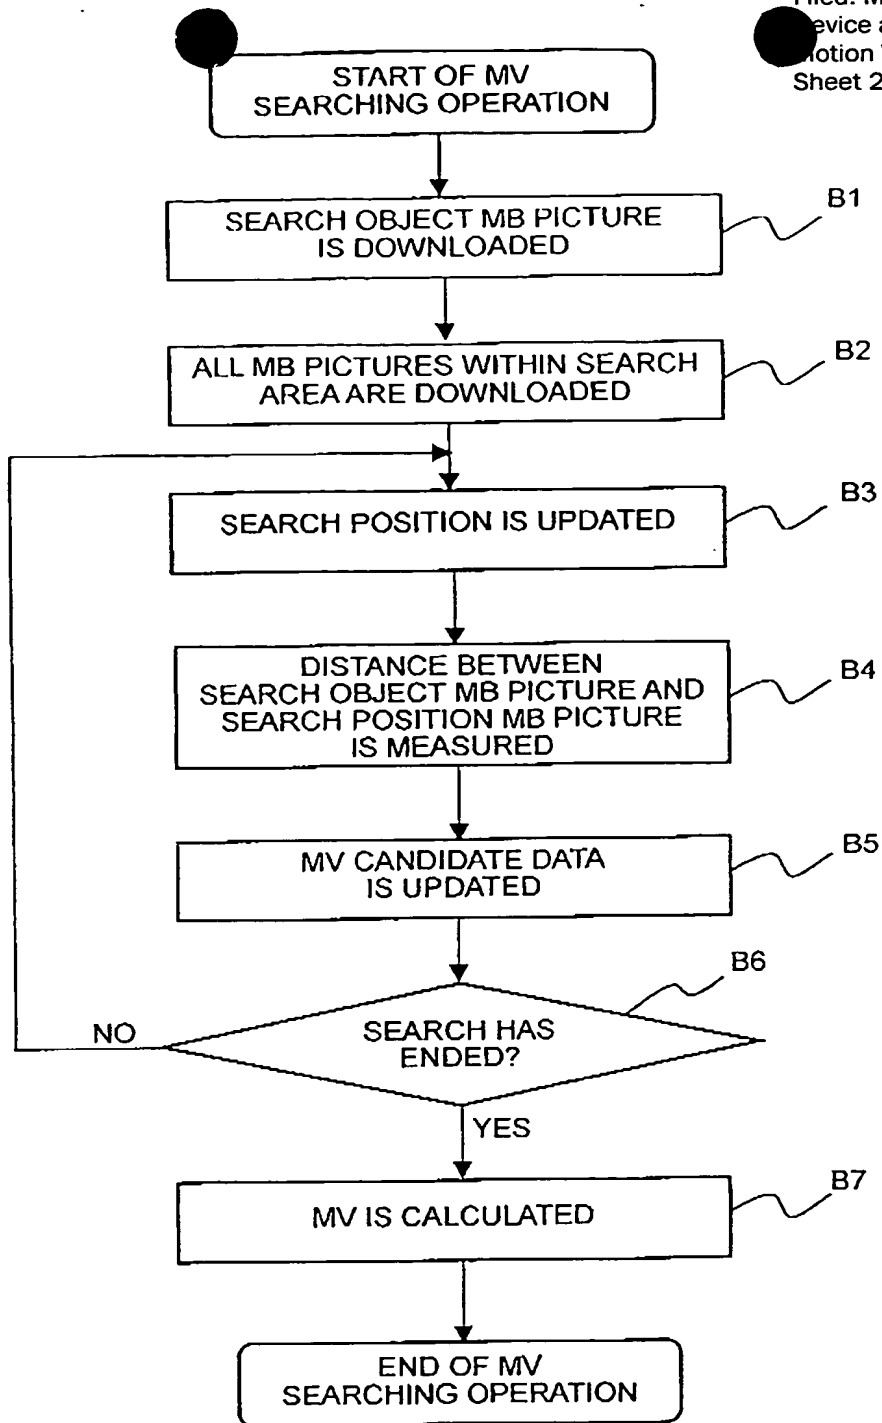 Device a
Motion
Sheet 2
START OF MV
SEARCHING OPERATION
B1
SEARCH OBJECT MB PICTURE
IS DOWNLOADED
B2
ALL MB PICTURES WITHIN SEARCH
AREA ARE DOWNLOADED
B3
SEARCH POSITION IS UPDATED
DISTANCE BETWEEN
SEARCH OBJECT MB PICTURE AND
SEARCH POSITION MB PICTURE
IS MEASURED
B4
MV CANDIDATE DATA
IS UPDATED
B5
B6
NO
SEARCH HAS
ENDED?
YES
B7
MV IS CALCULATED
END OF MV
SEARCHING OPERATION